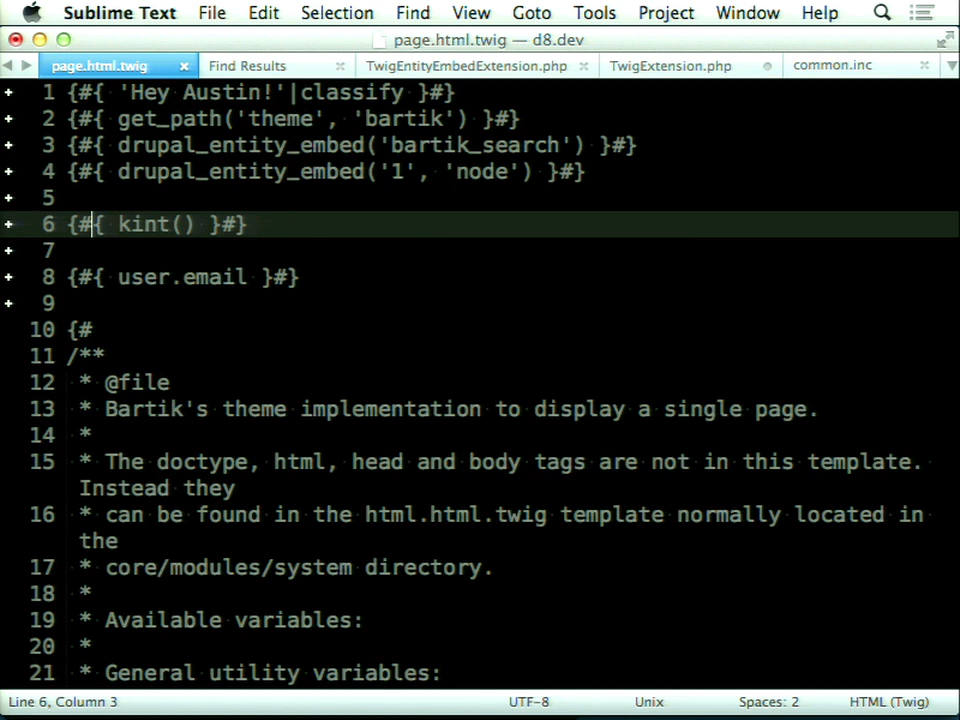 Sublime Text File Edit Selection Find View Goto Tools Project Window Help
page.html.twig — d8.dev
page.html.twig Find Results TwigEntityEmbedExtension.php TwigExtension.php common.inc
1 {#{ 'Hey Austin!'|classify }#}
2 {#{ get_path('theme', 'bartik') }#}
3 {#{ drupal_entity_embed('bartik_search') }#}
4 {#{ drupal_entity_embed('1', 'node') }#}
5
6 {#{ kint() }#}
7
8 {#{ user.email }#}
9
10 {#
11 /**
12 * @file
13 * Bartik's theme implementation to display a single page.
14 *
15 * The doctype, html, head and body tags are not in this template.
Instead they
16 * can be found in the html.html.twig template normally located in
the
17 * core/modules/system directory.
18 *
19 * Available variables:
20 *
21 * General utility variables:
Line 6, Column 3 UTF-8 Unix Spaces: 2 HTML (Twig)